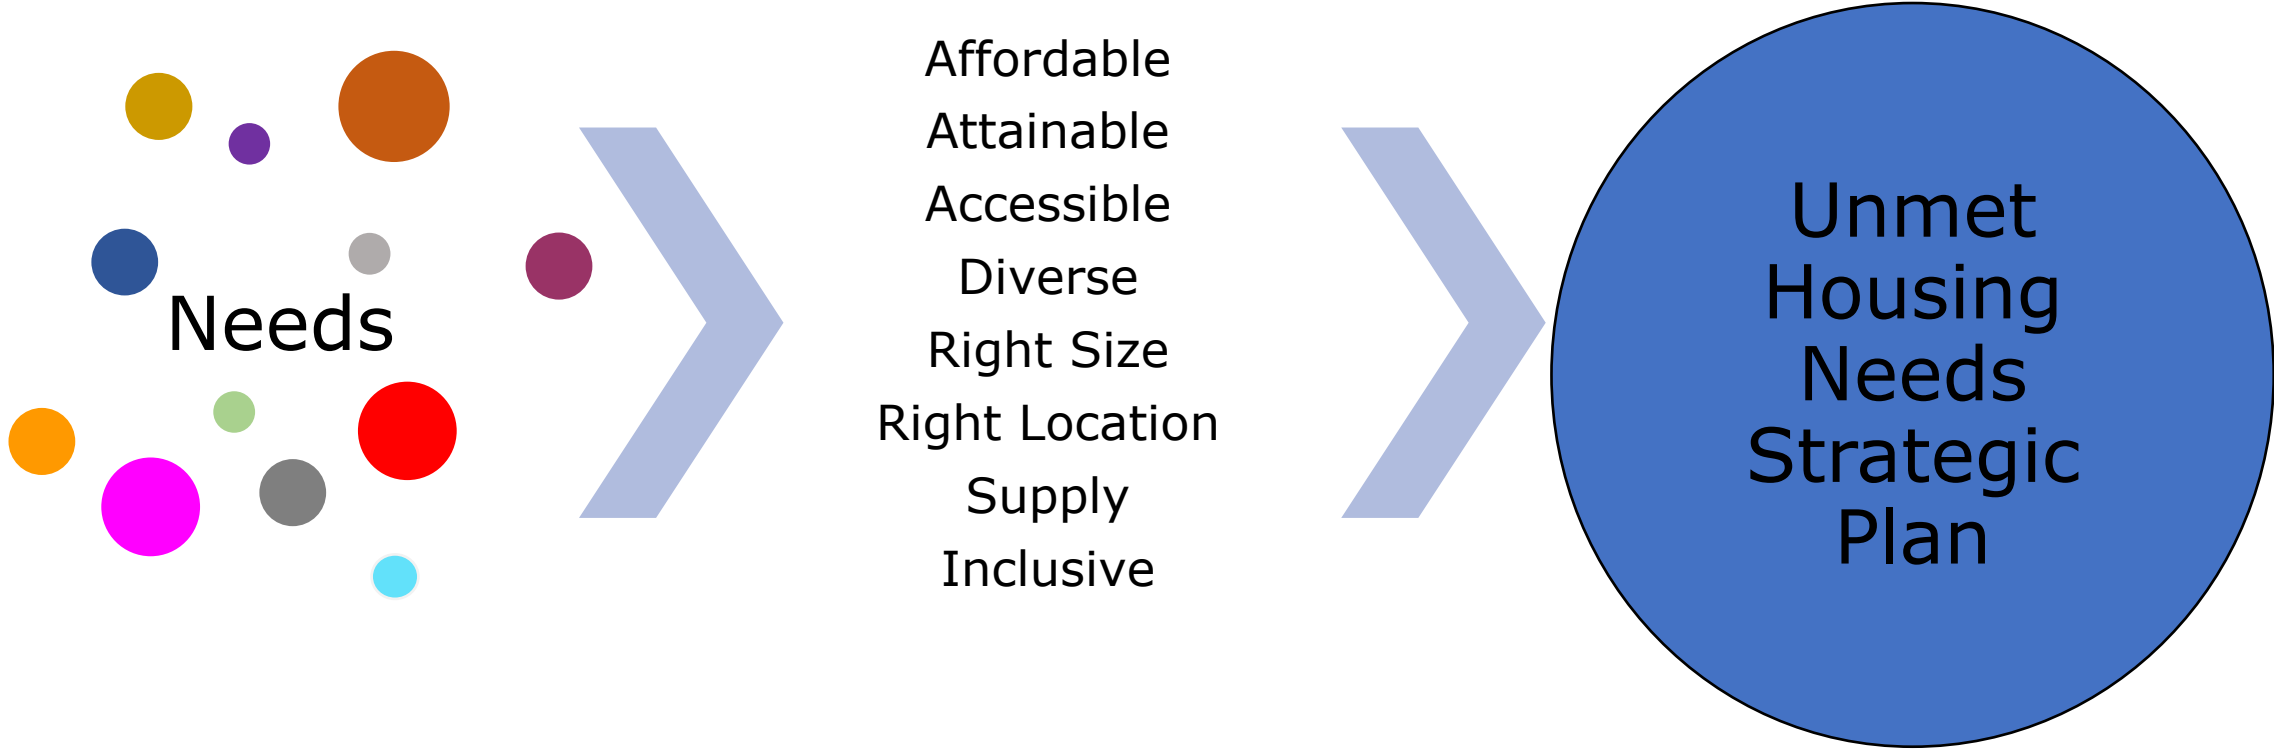 Needs
Affordable
Attainable
Accessible
Diverse
Right Size
Right Location
Supply
Inclusive
Unmet
Housing
Needs
Strategic
Plan